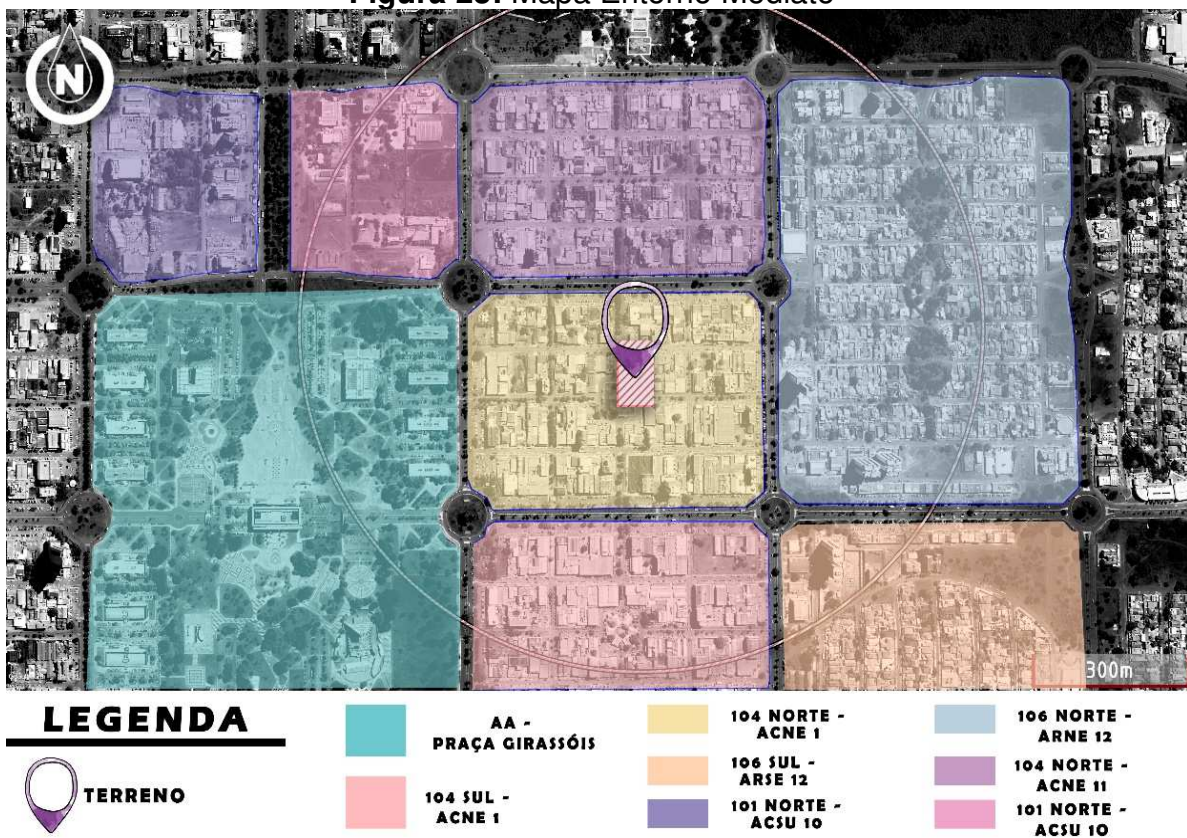 Figura 23. Mapa Entorno Mediato
N
300m
LEGENDA
TERRENO
AA -
PRAÇA GIRASSÓIS
104 SUL -
ACNE 1
104 NORTE -
ACNE 1
106 SUL -
ARSE 12
101 NORTE -
ACSU 10
106 NORTE -
ARNE 12
104 NORTE -
ACNE 11
101 NORTE -
ACSU 10